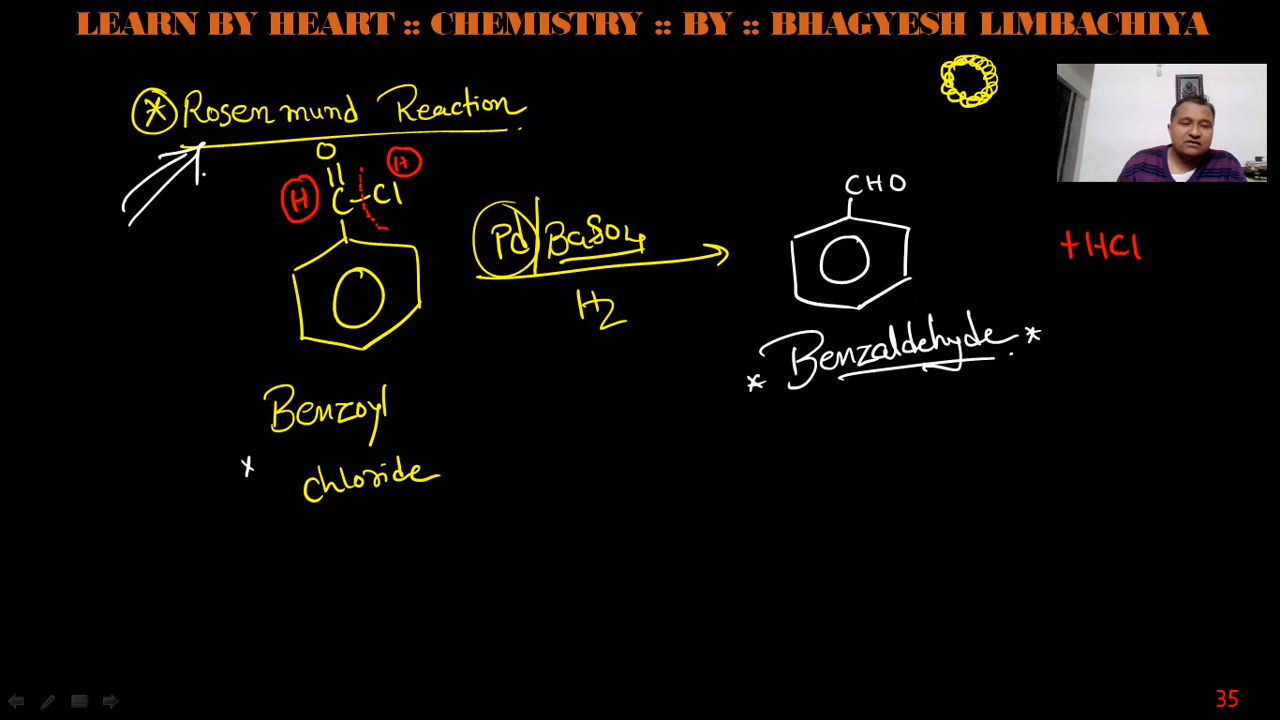 LEARN BY HEART :: CHEMISTRY :: BY :: BHAGYESH LIMBACHIYA
* Rosenmund Reaction
O
H C-Cl H
Pd/BaSO4
H2
CHO
+HCl
* Benzaldehyde *
Benzoyl
chloride
35